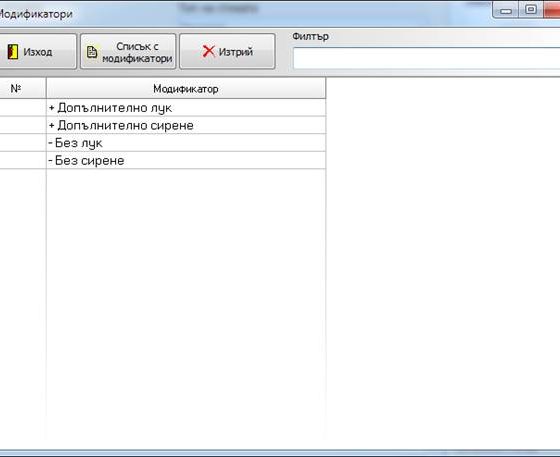 Модификатори
Изход
Списък с
модификатори
Изтрий
Филтър
№ Модификатор
+ Допълнително лук
+ Допълнително сирене
- Без лук
- Без сирене